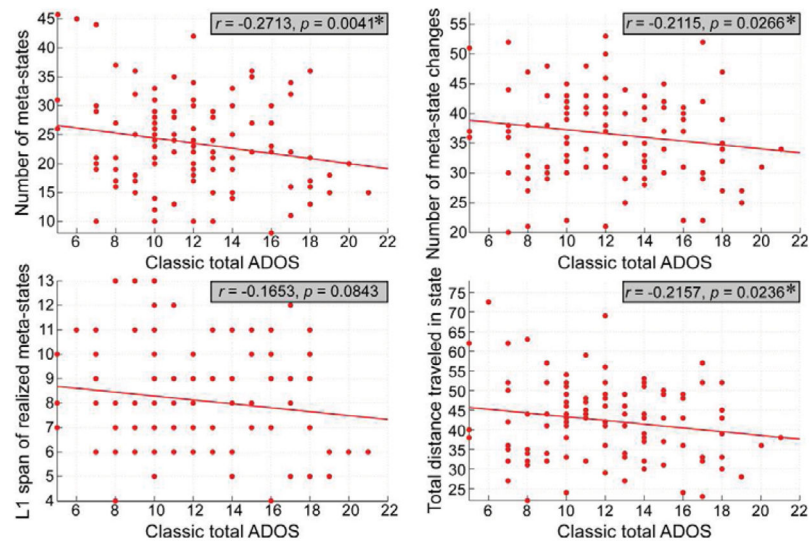 r = -0.2713, p = 0.0041*
Number of meta-states
45
40
35
30
25
20
15
10
6 8 10 12 14 16 18 20 22
Classic total ADOS
r = -0.2115, p = 0.0266*
Number of meta-state changes
55
50
45
40
35
30
25
20
6 8 10 12 14 16 18 20 22
Classic total ADOS
r = -0.1653, p = 0.0843
L1 span of realized meta-states
13
12
11
10
9
8
7
6
5
4
6 8 10 12 14 16 18 20 22
Classic total ADOS
r = -0.2157, p = 0.0236*
Total distance traveled in state
75
70
65
60
55
50
45
40
35
30
25
6 8 10 12 14 16 18 20 22
Classic total ADOS